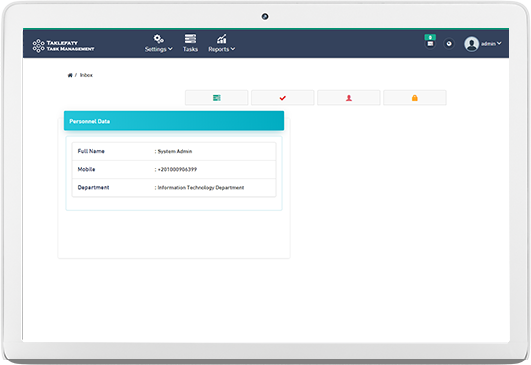 TAKLEFATY
TASK MANAGEMENT
Settings
Tasks
Reports
admin
/ Inbox
Personnel Data
Full Name : System Admin
Mobile : +201000906399
Department : Information Technology Department